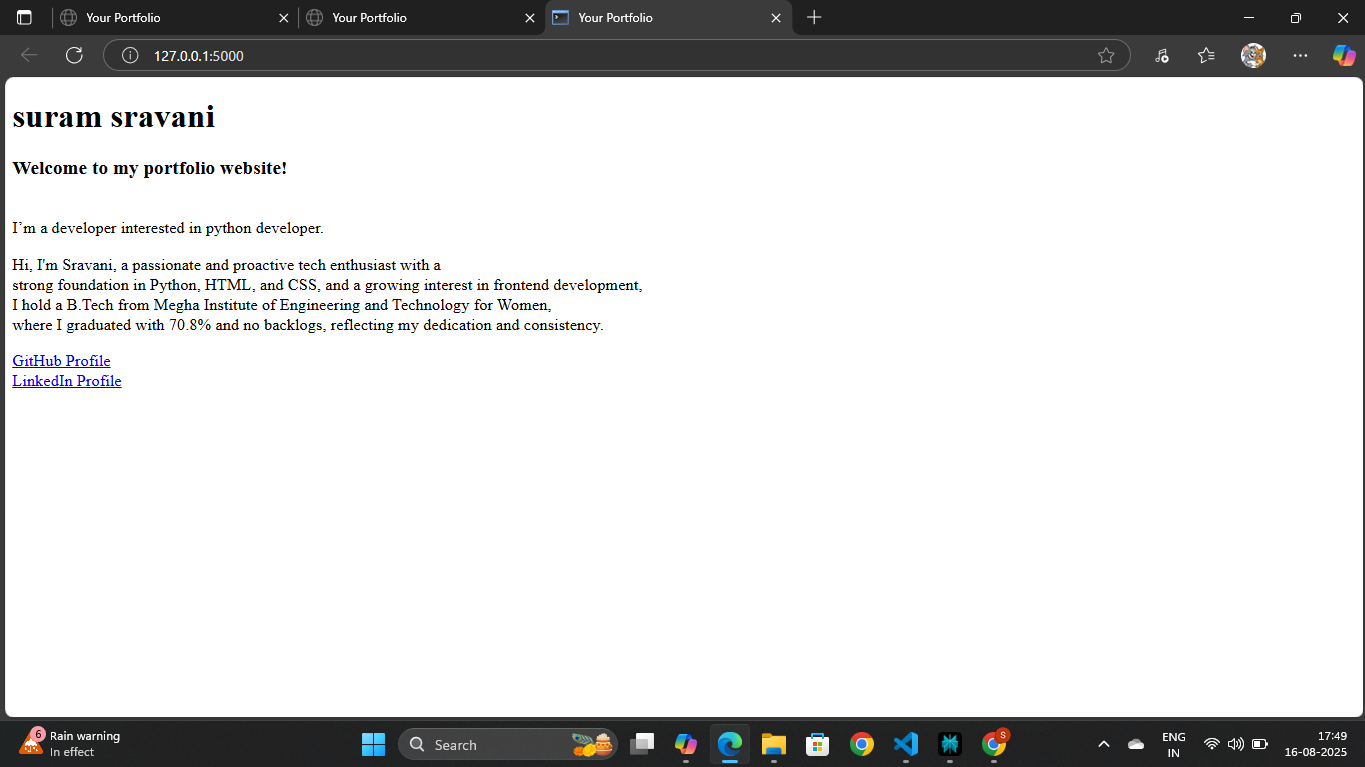 Your Portfolio
Your Portfolio
Your Portfolio
127.0.0.1:5000
suram sravani
Welcome to my portfolio website!
I’m a developer interested in python developer.
Hi, I'm Sravani, a passionate and proactive tech enthusiast with a
strong foundation in Python, HTML, and CSS, and a growing interest in frontend development,
I hold a B.Tech from Megha Institute of Engineering and Technology for Women,
where I graduated with 70.8% and no backlogs, reflecting my dedication and consistency.
GitHub Profile
LinkedIn Profile
6
Rain warning
In effect
Search
S
ENG
IN
17:49
16-08-2025